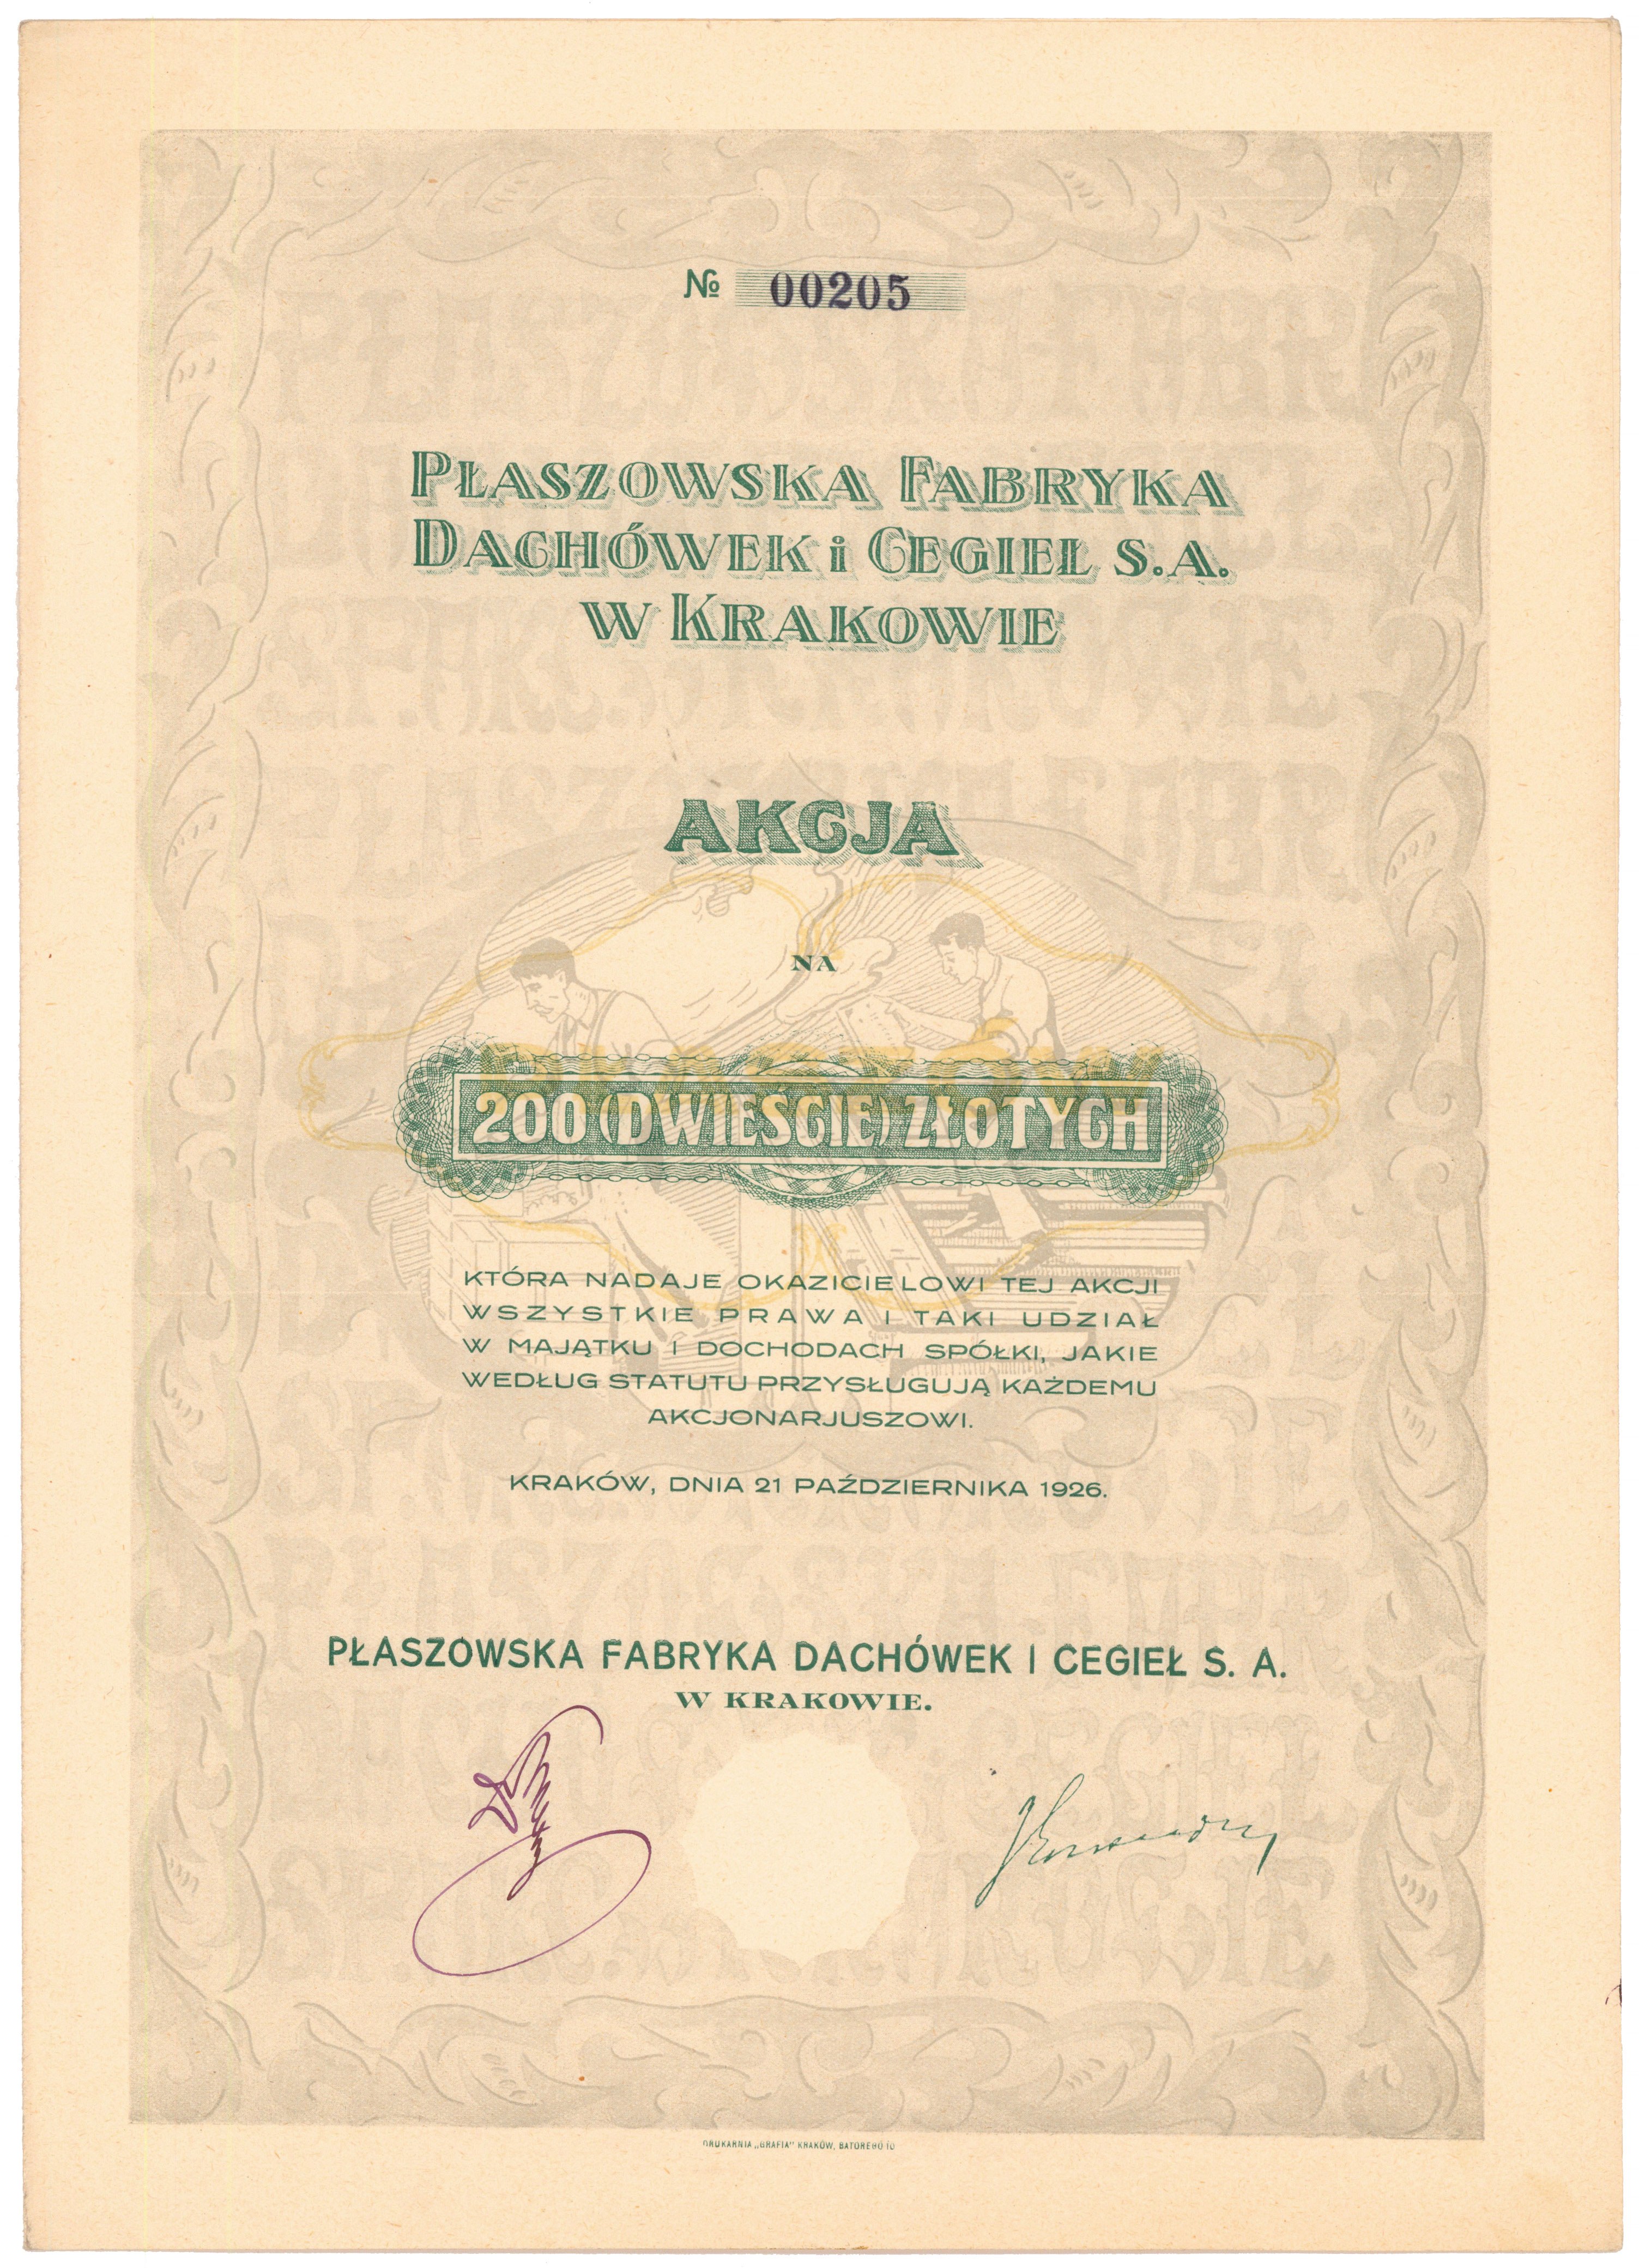 № 00205
PŁASZOWSKA FABRYKA
DACHÓWEK i CEGIEŁ S.A.
W KRAKOWIE
AKCJA
NA
200 (DWIEŚCIE) ZŁOTYCH
KTÓRA NADAJE OKAZICIELOWI TEJ AKCJI
WSZYSTKIE PRAWA I TAKI UDZIAŁ
W MAJĄTKU I DOCHODACH SPÓŁKI, JAKIE
WEDŁUG STATUTU PRZYSŁUGUJĄ KAŻDEMU
AKCJONARJUSZOWI.
KRAKÓW, DNIA 21 PAŹDZIERNIKA 1926.
PŁASZOWSKA FABRYKA DACHÓWEK I CEGIEŁ S. A.
W KRAKOWIE.
DRUKARNIA „GRAFIA" KRAKÓW, BATOREGO 10